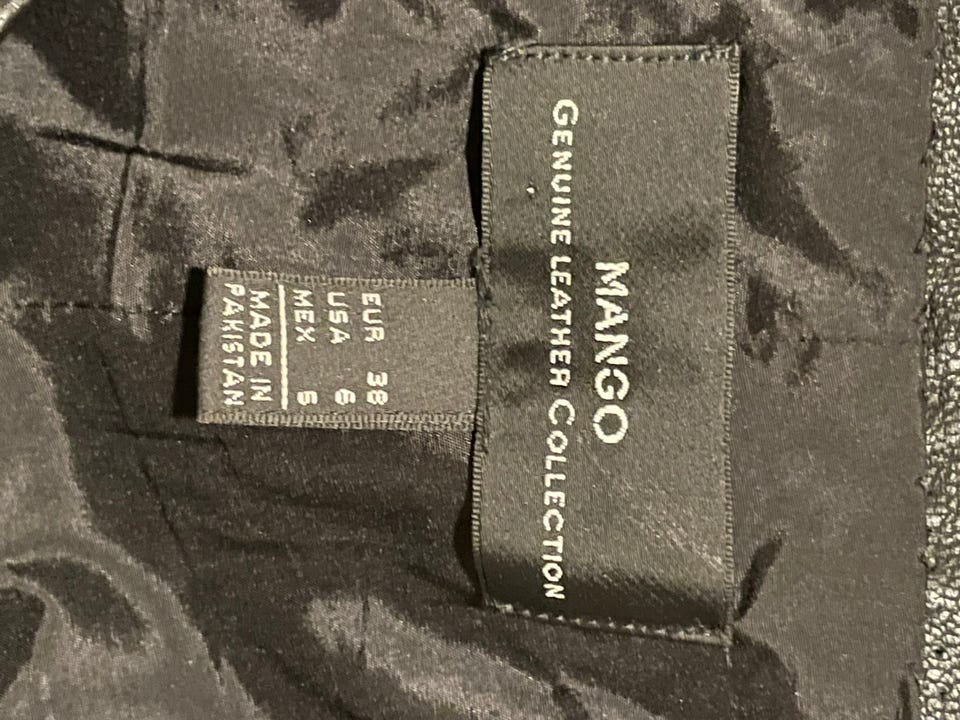 MANGO
GENUINE LEATHER COLLECTION
EUR 38
USA 6
MEX 5
MADE IN
PAKISTAN